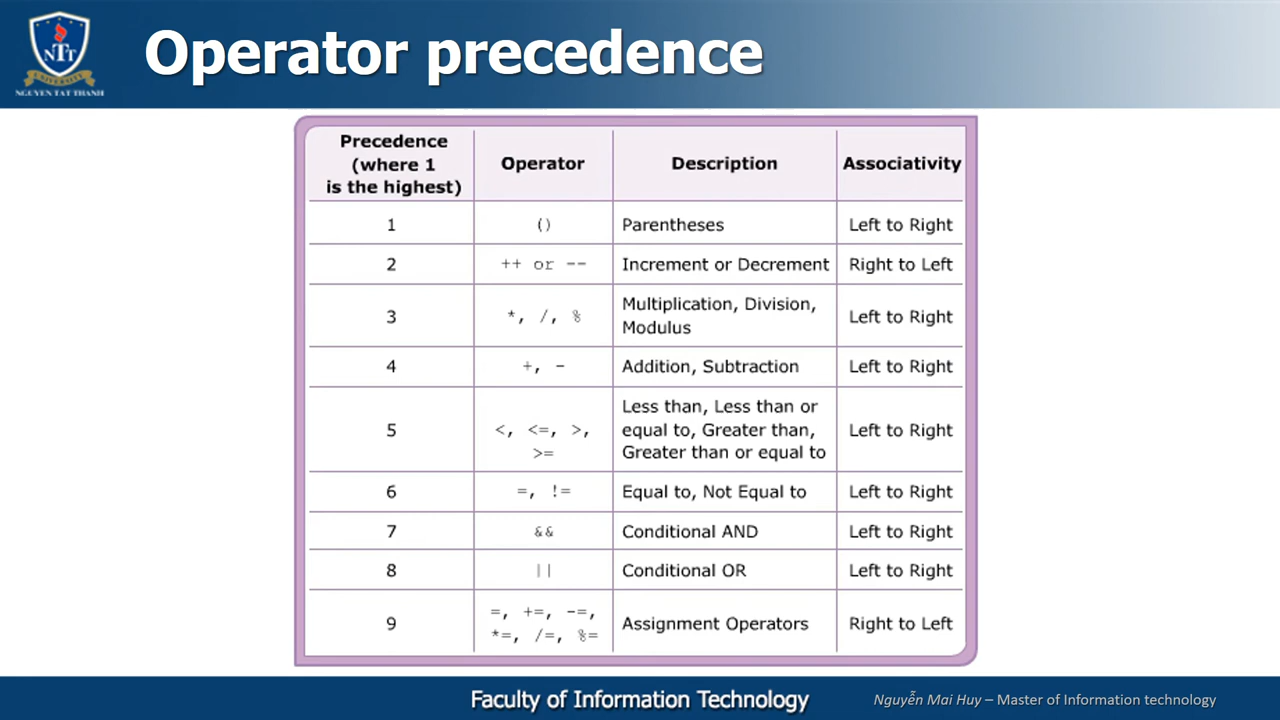 NTT
UNIVERSITY
NGUYEN TAT THANH
Operator precedence
Precedence
(where 1
is the highest)
Operator
Description
Associativity
1
()
Parentheses
Left to Right
2
++ or --
Increment or Decrement
Right to Left
3
*, /, %
Multiplication, Division,
Modulus
Left to Right
4
+, -
Addition, Subtraction
Left to Right
5
<, <=, >,
>=
Less than, Less than or
equal to, Greater than,
Greater than or equal to
Left to Right
6
=, !=
Equal to, Not Equal to
Left to Right
7
&&
Conditional AND
Left to Right
8
||
Conditional OR
Left to Right
9
=, +=, -=,
*=, /=, %=
Assignment Operators
Right to Left
Faculty of Information Technology
Nguyễn Mai Huy – Master of Information technology